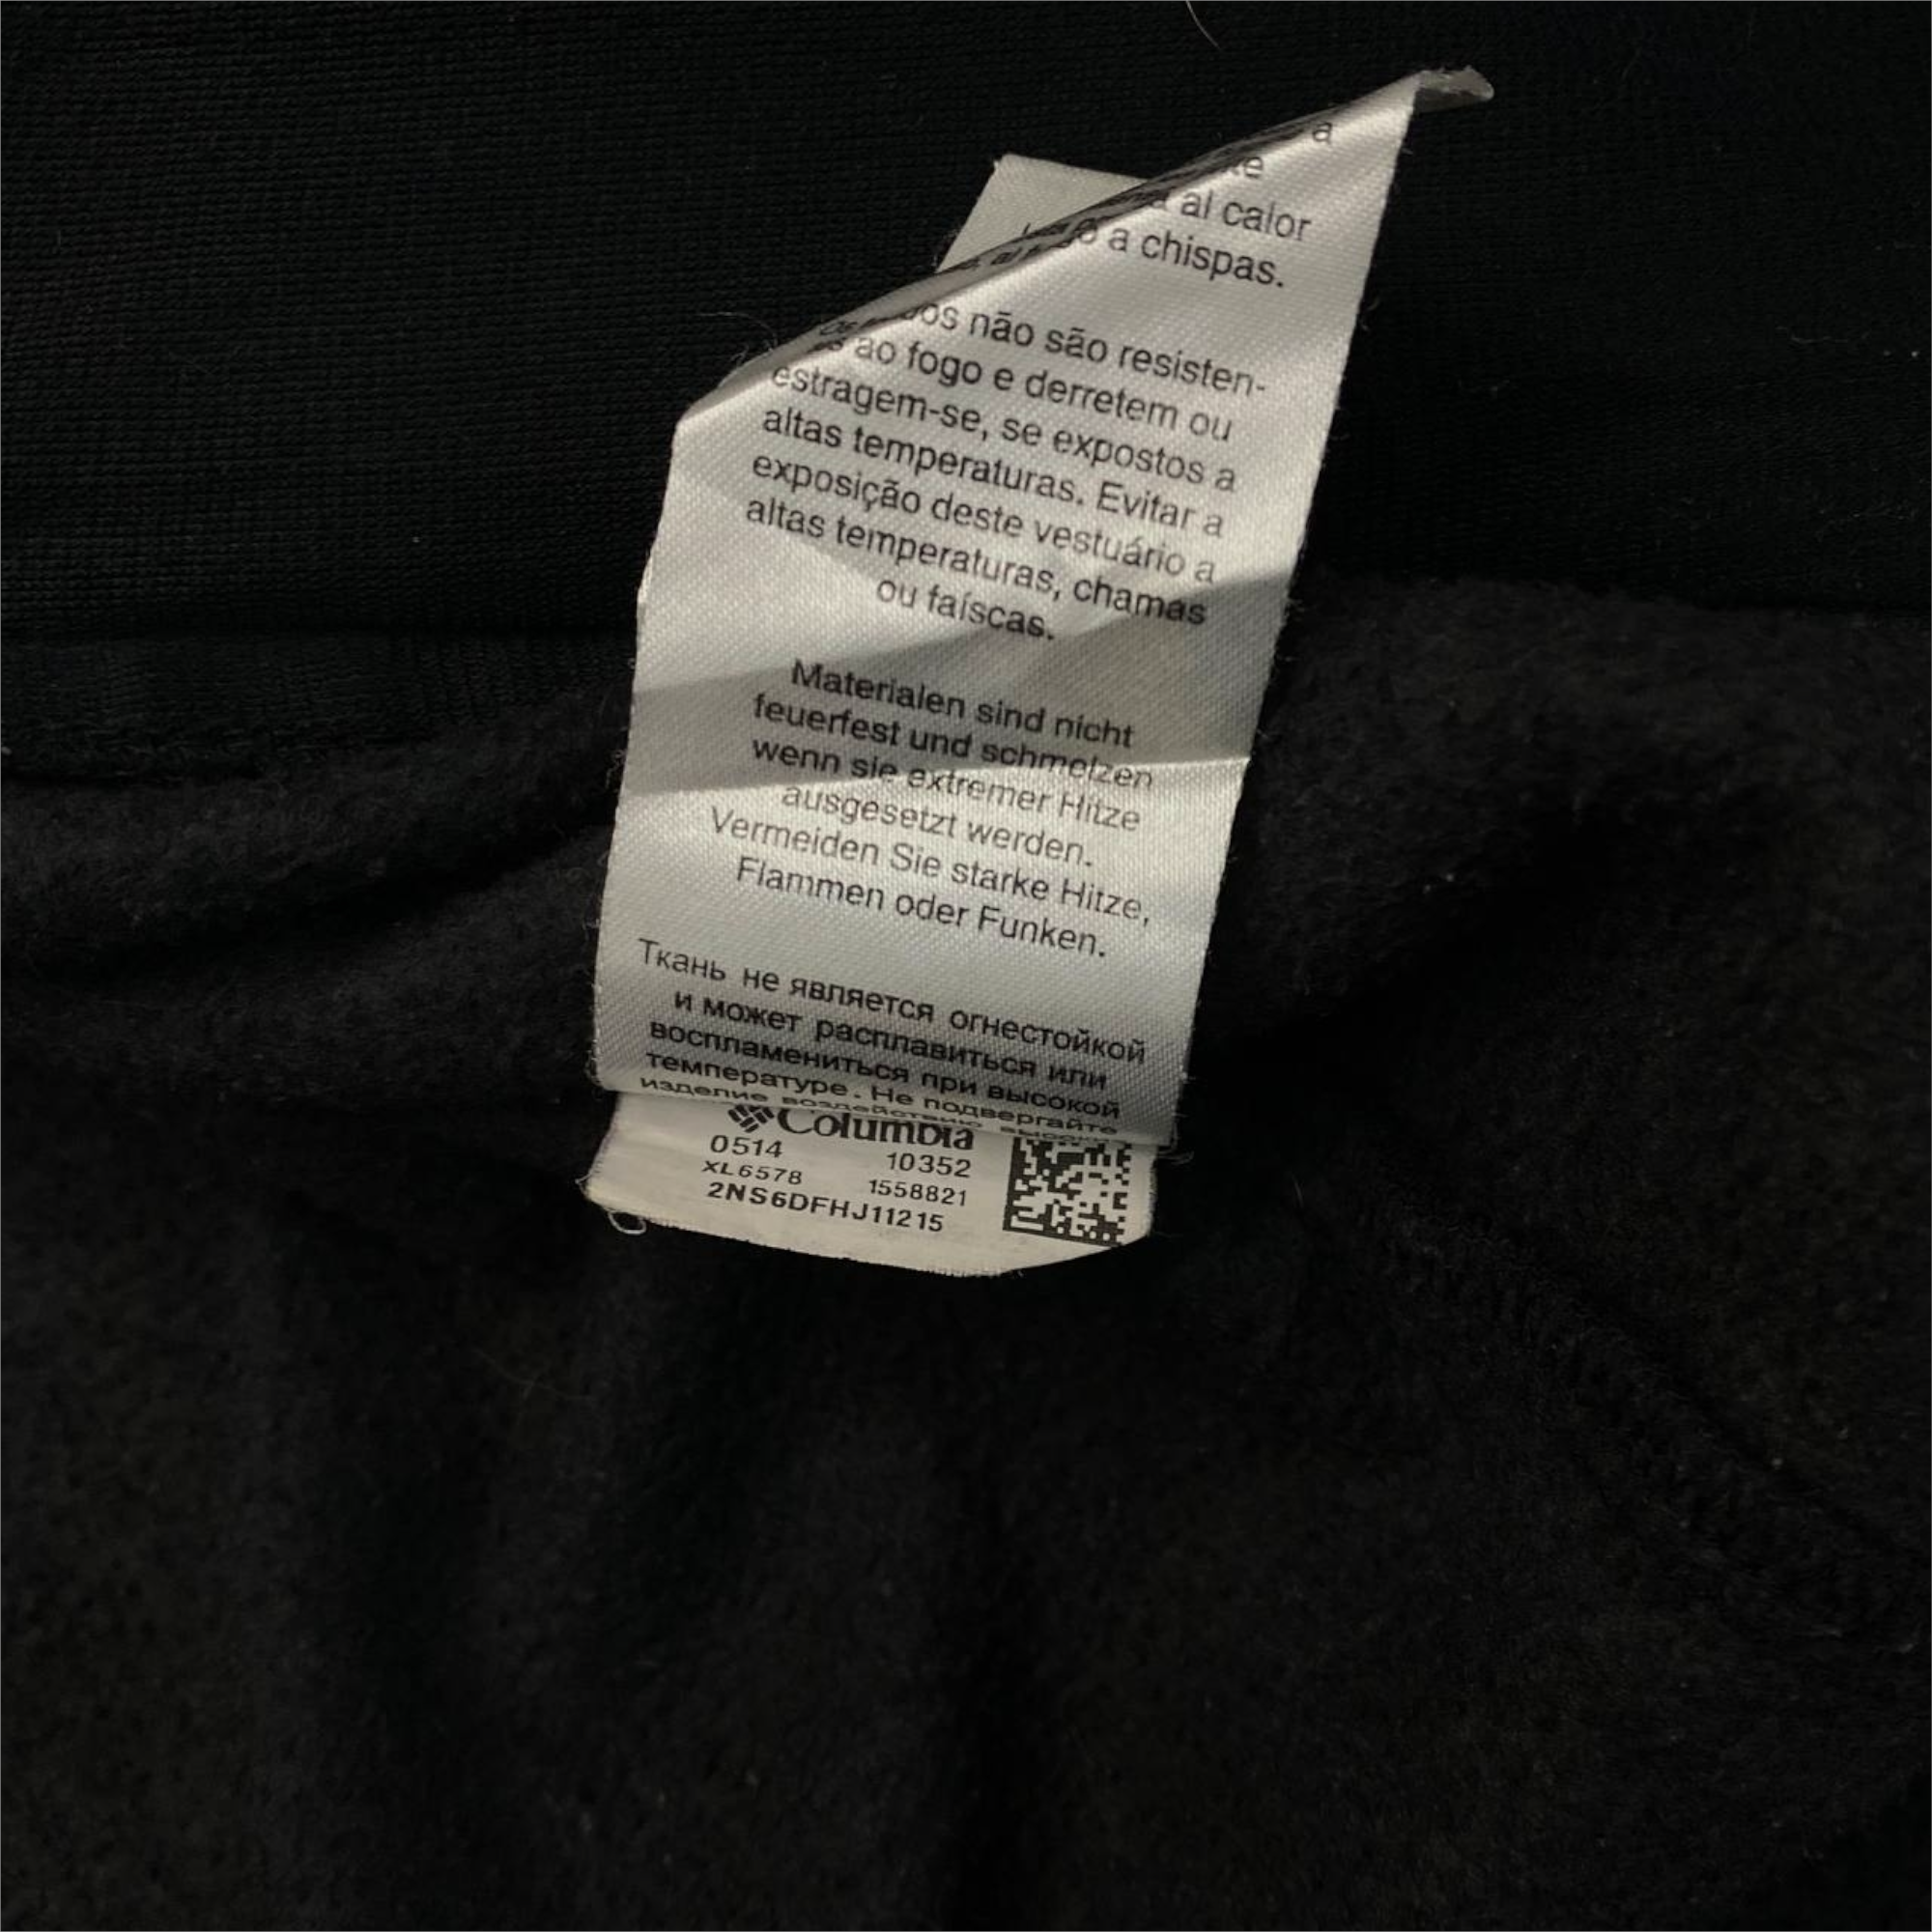 a
al calor
a chispas.
não são resisten-
ao fogo e derretem ou
estragem-se, se expostos a
altas temperaturas. Evitar a
exposição deste vestuário a
altas temperaturas, chamas
ou faíscas.
Materialen sind nicht
feuerfest und schmelzen
wenn sie extremer Hitze
ausgesetzt werden.
Vermeiden Sie starke Hitze,
Flammen oder Funken.
Ткань не является огнестойкой
и может расплавиться или
воспламениться при высокой
температуре. Не подвергайте
изделие воздействию
Columbia
0514 10352
XL6578 1558821
2NS6DFHJ11215